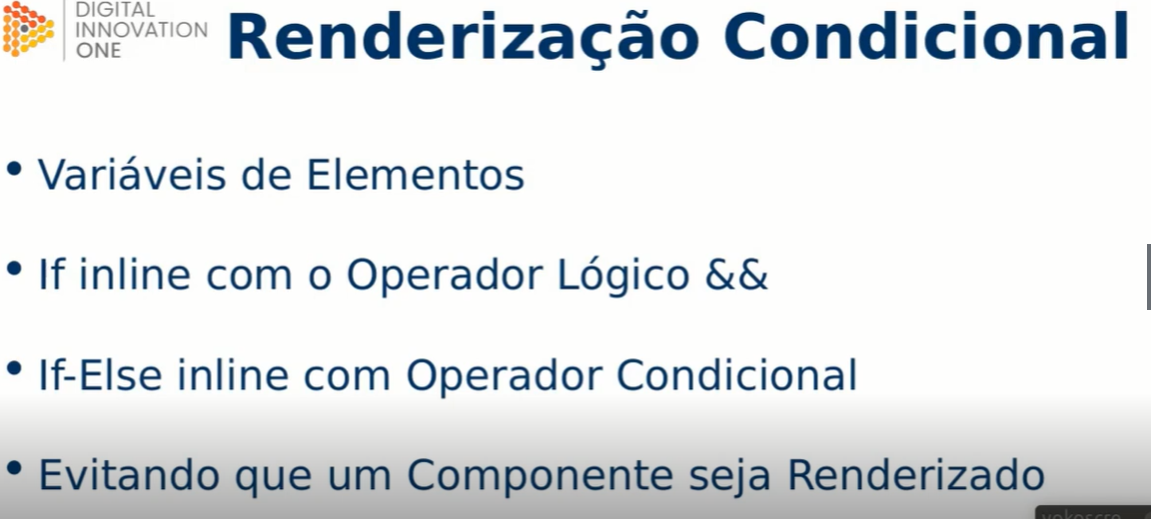 DIGITAL
INNOVATION
ONE
Renderização Condicional
• Variáveis de Elementos
• If inline com o Operador Lógico &&
• If-Else inline com Operador Condicional
• Evitando que um Componente seja Renderizado